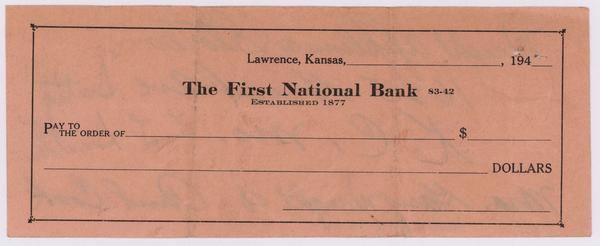 Lawrence, Kansas, , 194
The First National Bank 83-42
ESTABLISHED 1877
PAY TO THE ORDER OF $
DOLLARS